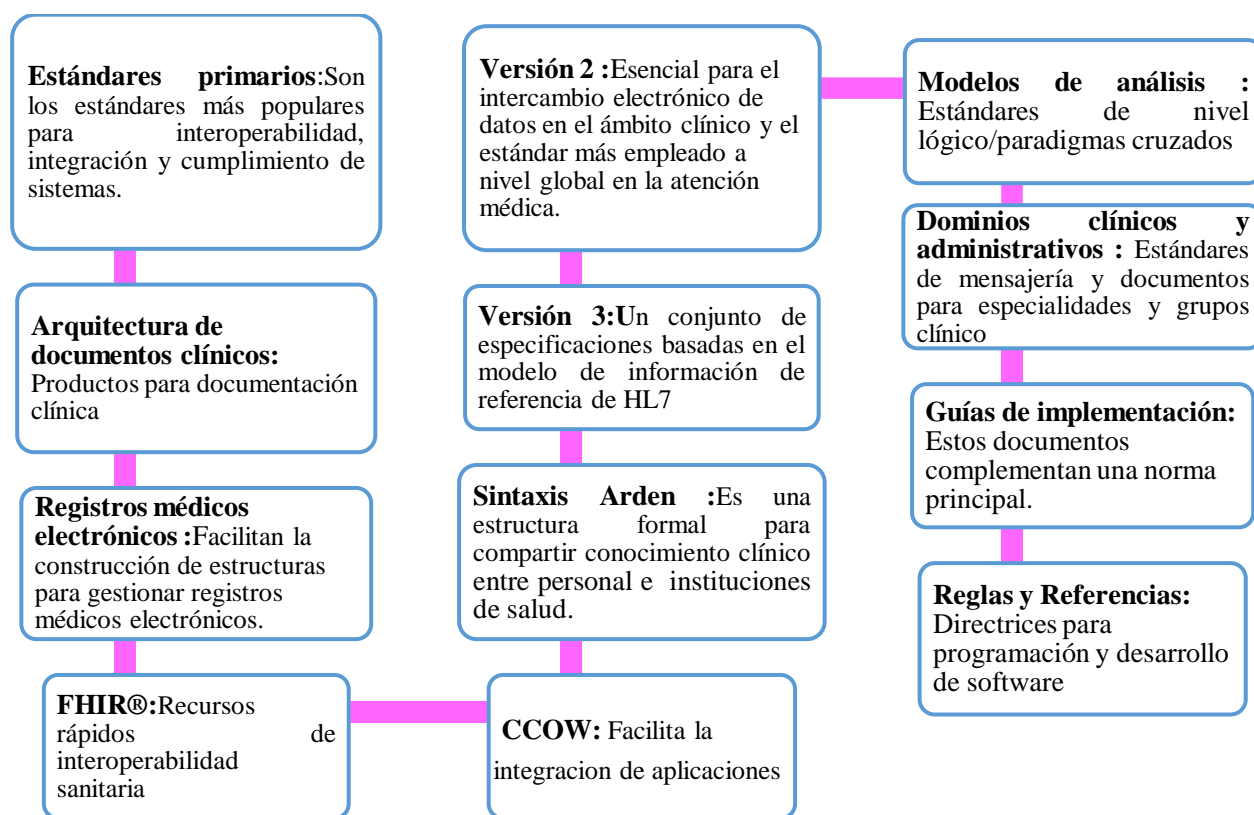 Estándares primarios:Son
los estándares más populares
para interoperabilidad,
integración y cumplimiento de
sistemas.
Arquitectura de
documentos clínicos:
Productos para documentación
clínica
Registros médicos
electrónicos :Facilitan la
construcción de estructuras
para gestionar registros
médicos electrónicos.
FHIR®:Recursos
rápidos de
interoperabilidad
sanitaria
Versión 2 :Esencial para el
intercambio electrónico de
datos en el ámbito clínico y el
estándar más empleado a
nivel global en la atención
médica.
Versión 3:Un conjunto de
especificaciones basadas en el
modelo de información de
referencia de HL7
Sintaxis Arden :Es una
estructura formal para
compartir conocimiento clínico
entre personal e instituciones
de salud.
CCOW: Facilita la
integracion de aplicaciones
Modelos de análisis :
Estándares de nivel
lógico/paradigmas cruzados
Dominios clínicos y
administrativos : Estándares
de mensajería y documentos
para especialidades y grupos
clínico
Guías de implementación:
Estos documentos
complementan una norma
principal.
Reglas y Referencias:
Directrices para
programación y desarrollo
de software